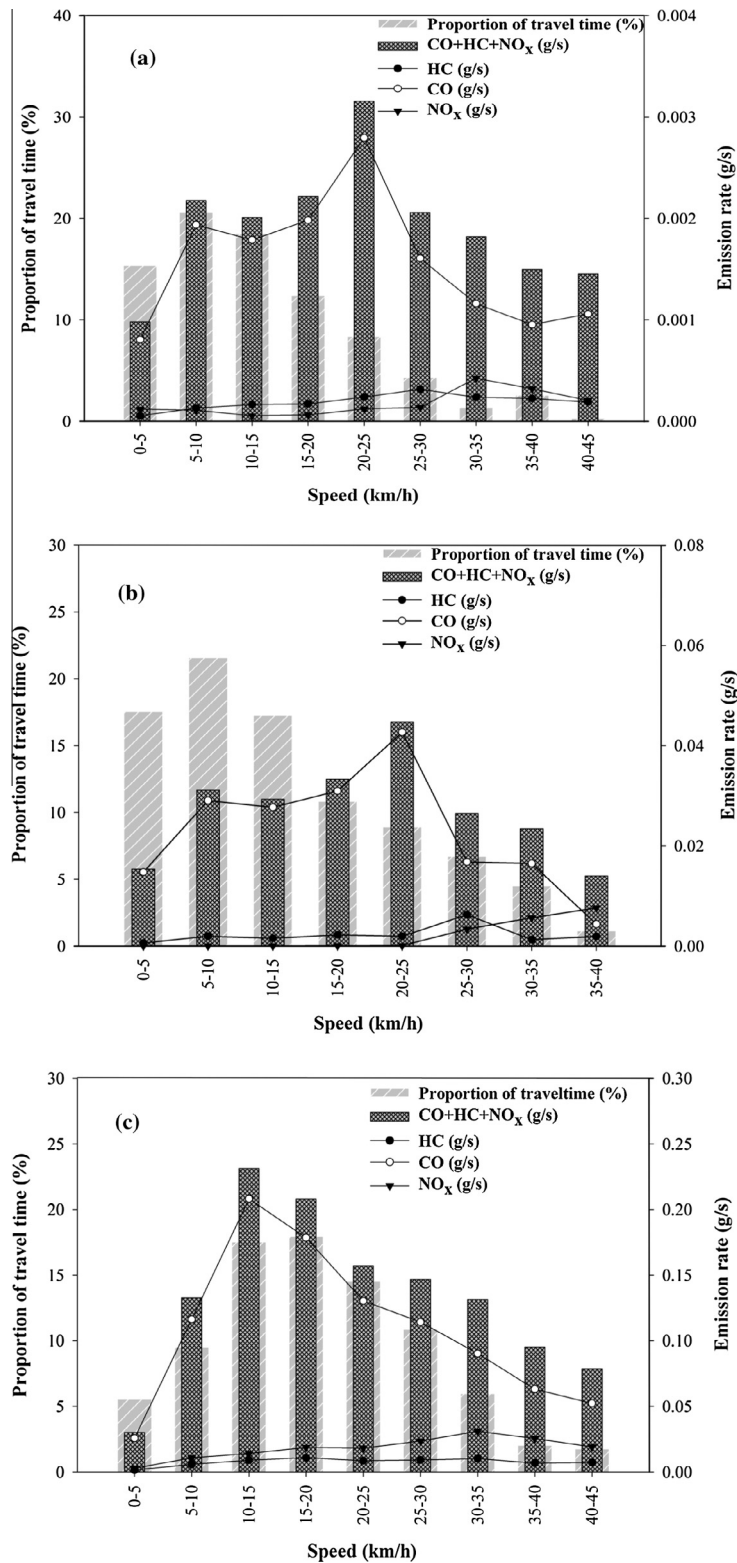 (a)
Proportion of travel time (%)
CO+HC+NOX (g/s)
HC (g/s)
CO (g/s)
NOX (g/s)
40
30
20
10
0
Proportion of travel time (%)
0.004
0.003
0.002
0.001
0.000
Emission rate (g/s)
0-5
5-10
10-15
15-20
20-25
25-30
30-35
35-40
40-45
Speed (km/h)
(b)
Proportion of travel time (%)
CO+HC+NOX (g/s)
HC (g/s)
CO (g/s)
NOX (g/s)
30
25
20
15
10
5
0
Proportion of travel time (%)
0.08
0.06
0.04
0.02
0.00
Emission rate (g/s)
0-5
5-10
10-15
15-20
20-25
25-30
30-35
35-40
Speed (km/h)
(c)
Proportion of traveltime (%)
CO+HC+NOX (g/s)
HC (g/s)
CO (g/s)
NOX (g/s)
30
25
20
15
10
5
0
Proportion of travel time (%)
0.30
0.25
0.20
0.15
0.10
0.05
0.00
Emission rate (g/s)
0-5
5-10
10-15
15-20
20-25
25-30
30-35
35-40
40-45
Speed (km/h)